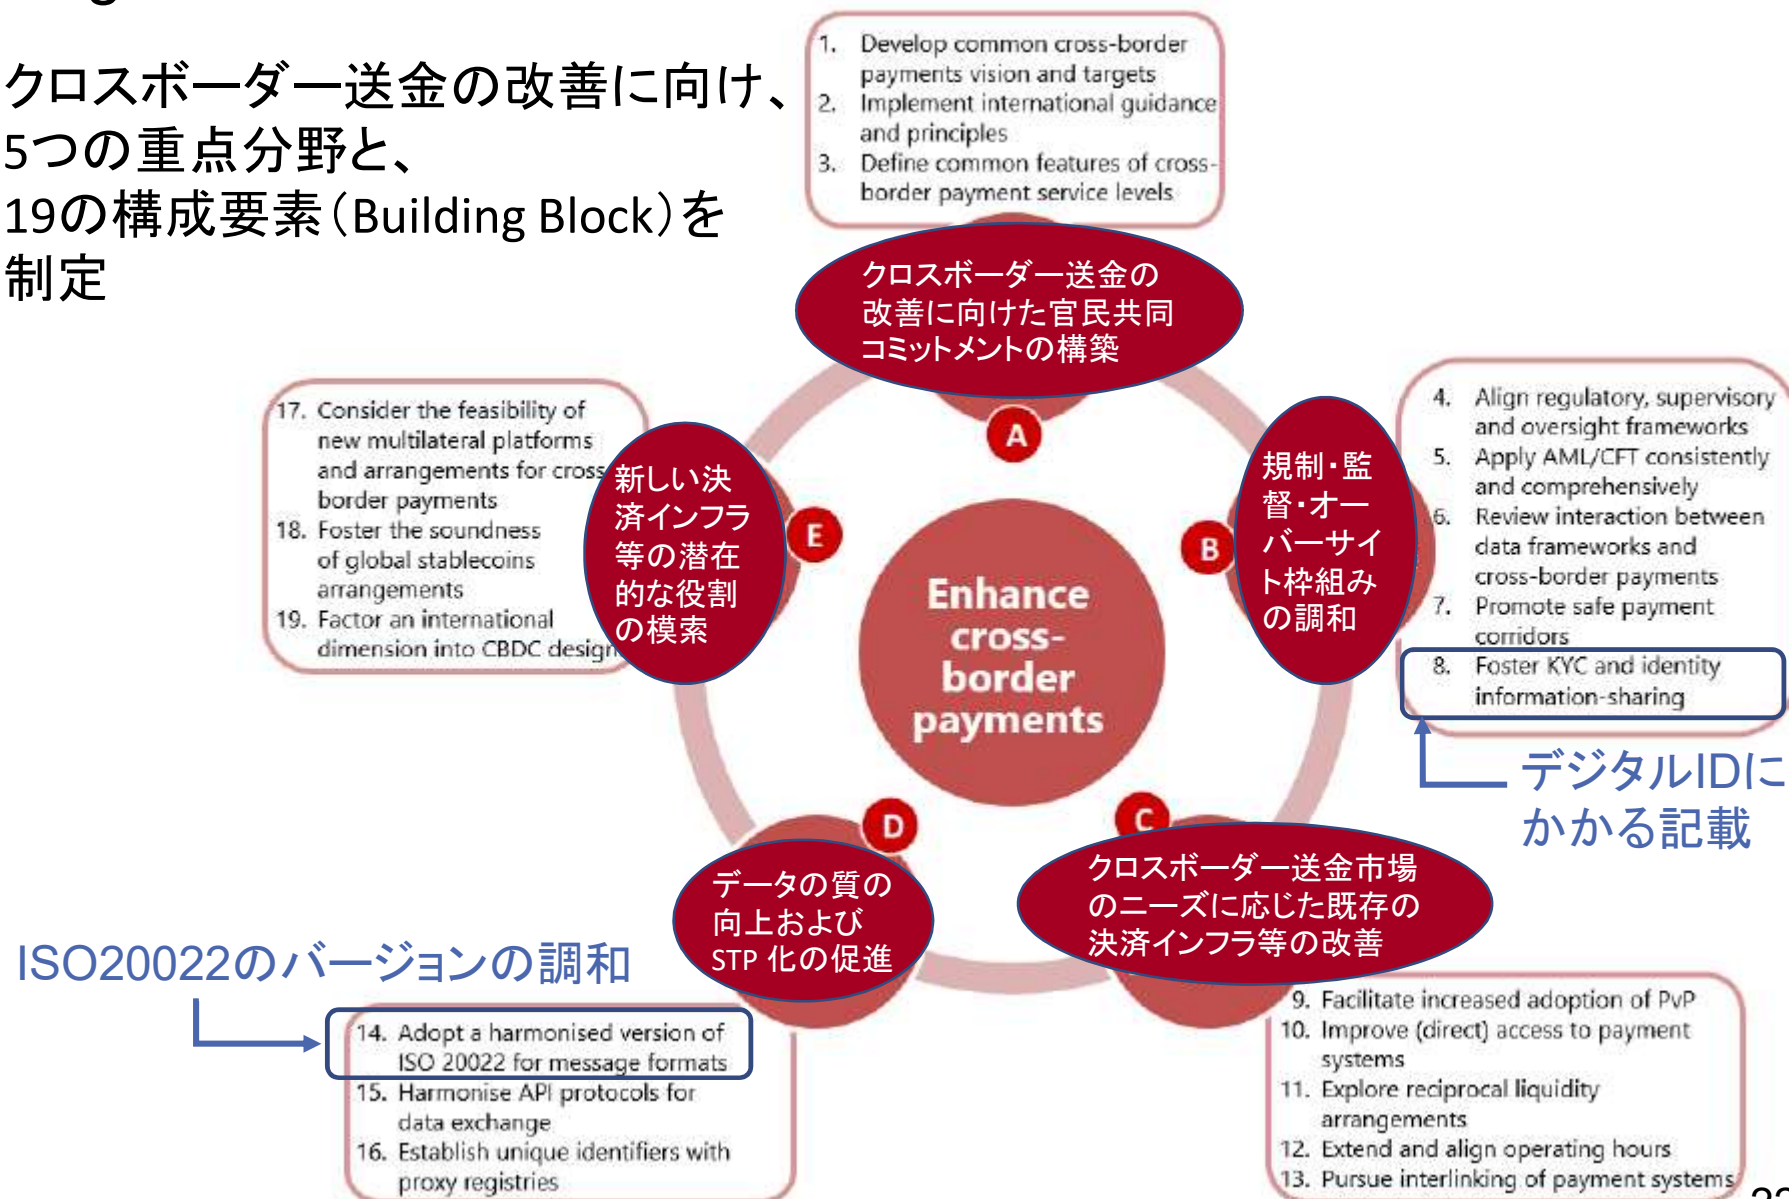 クロスボーダー送金の改善に向け、
5つの重点分野と、
19の構成要素（Building Block）を
制定
1. Develop common cross-border
payments vision and targets
2. Implement international guidance
and principles
3. Define common features of cross-
border payment service levels
クロスボーダー送金の
改善に向けた官民共同
コミットメントの構築
A
17. Consider the feasibility of
new multilateral platforms
and arrangements for cross
border payments
18. Foster the soundness
of global stablecoins
arrangements
19. Factor an international
dimension into CBDC design
新しい決
済インフラ
等の潜在
的な役割
の模索
E
Enhance
cross-
border
payments
B
規制・監
督・オー
バーサイ
ト枠組み
の調和
4. Align regulatory, supervisory
and oversight frameworks
5. Apply AML/CFT consistently
and comprehensively
6. Review interaction between
data frameworks and
cross-border payments
7. Promote safe payment
corridors
8. Foster KYC and identity
information-sharing
デジタルIDに
かかる記載
D
データの質の
向上および
STP 化の促進
C
クロスボーダー送金市場
のニーズに応じた既存の
決済インフラ等の改善
ISO20022のバージョンの調和
14. Adopt a harmonised version of
ISO 20022 for message formats
15. Harmonise API protocols for
data exchange
16. Establish unique identifiers with
proxy registries
9. Facilitate increased adoption of PvP
10. Improve (direct) access to payment
systems
11. Explore reciprocal liquidity
arrangements
12. Extend and align operating hours
13. Pursue interlinking of payment systems